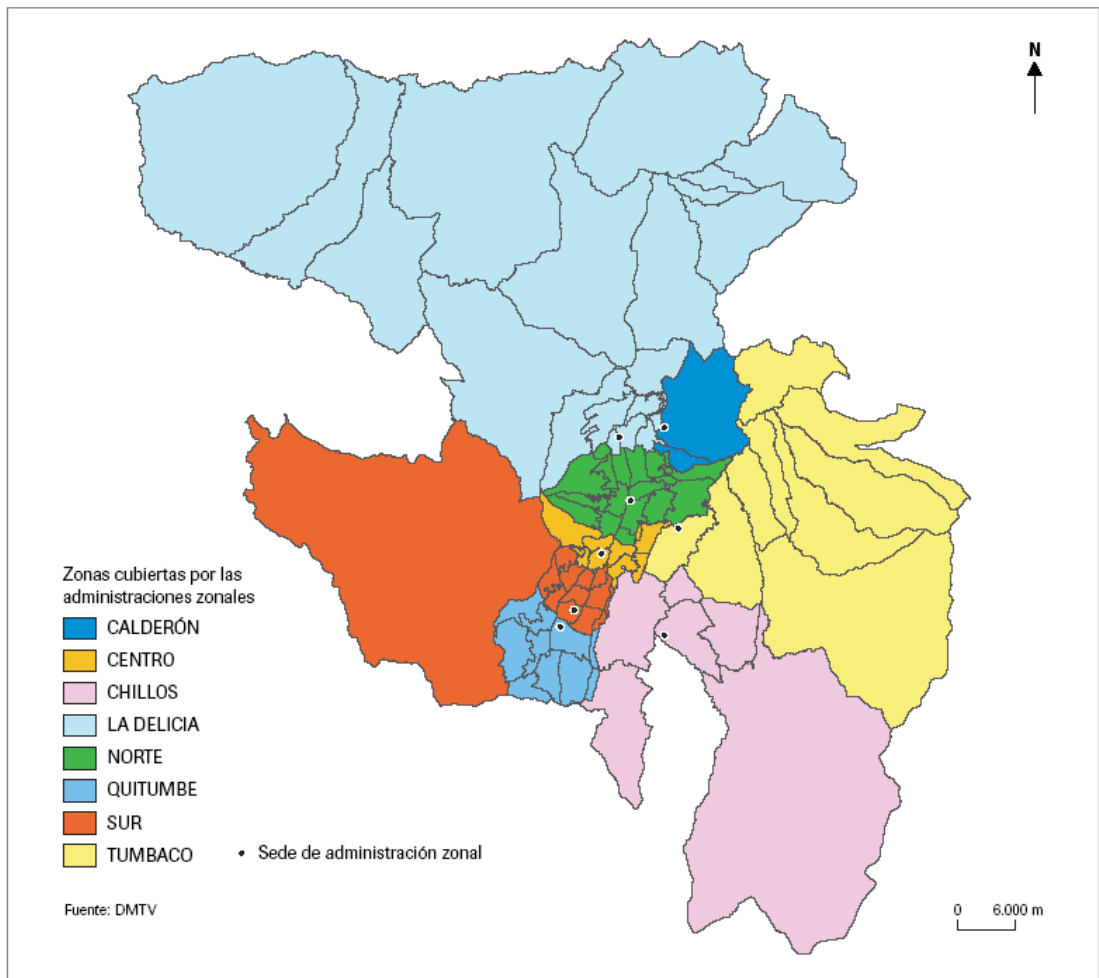 N
Zonas cubiertas por las
administraciones zonales
CALDERÓN
CENTRO
CHILLOS
LA DELICIA
NORTE
QUITUMBE
SUR
TUMBACO
Sede de administración zonal
Fuente: DMTV
0 6.000 m